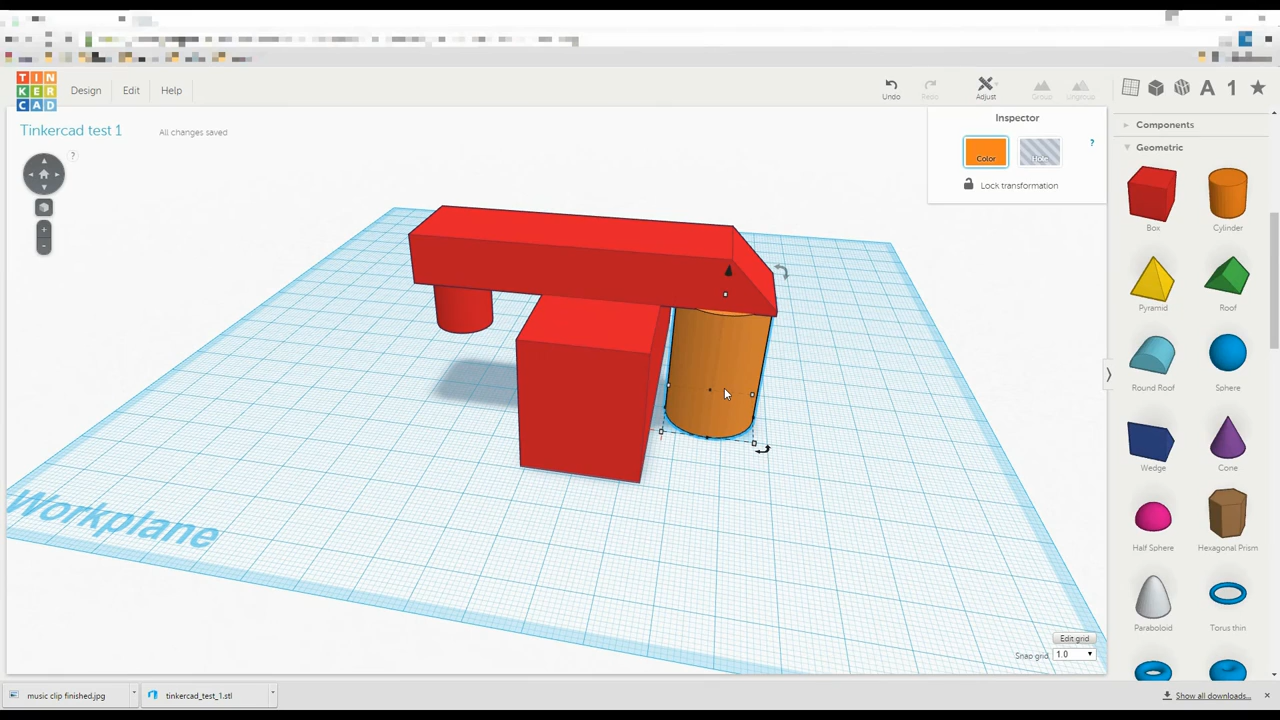 TIN
KER
CAD
Design
Edit
Help
Undo
Redo
Adjust
Group
Ungroup
A
1
Tinkercad test 1
All changes saved
?
Inspector
Color
Hole
?
Lock transformation
Components
Geometric
Box
Cylinder
Pyramid
Roof
Round Roof
Sphere
Wedge
Cone
Half Sphere
Hexagonal Prism
Paraboloid
Torus thin
Workplane
Edit grid
Snap grid
1.0
music clip finished.jpg
tinkercad_test_1.stl
Show all downloads...